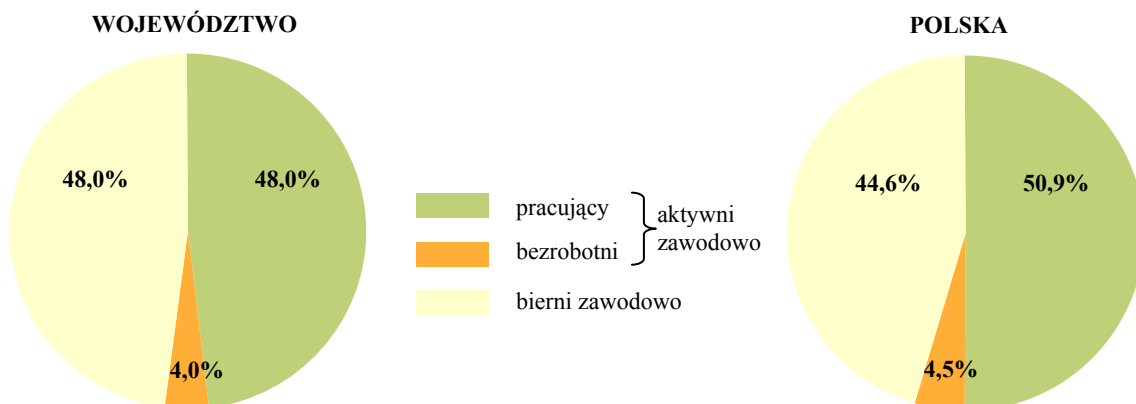 WOJEWÓDZTWO
48,0%
48,0%
4,0%
pracujący
bezrobotni
aktywni
zawodowo
bierni zawodowo
POLSKA
44,6%
50,9%
4,5%